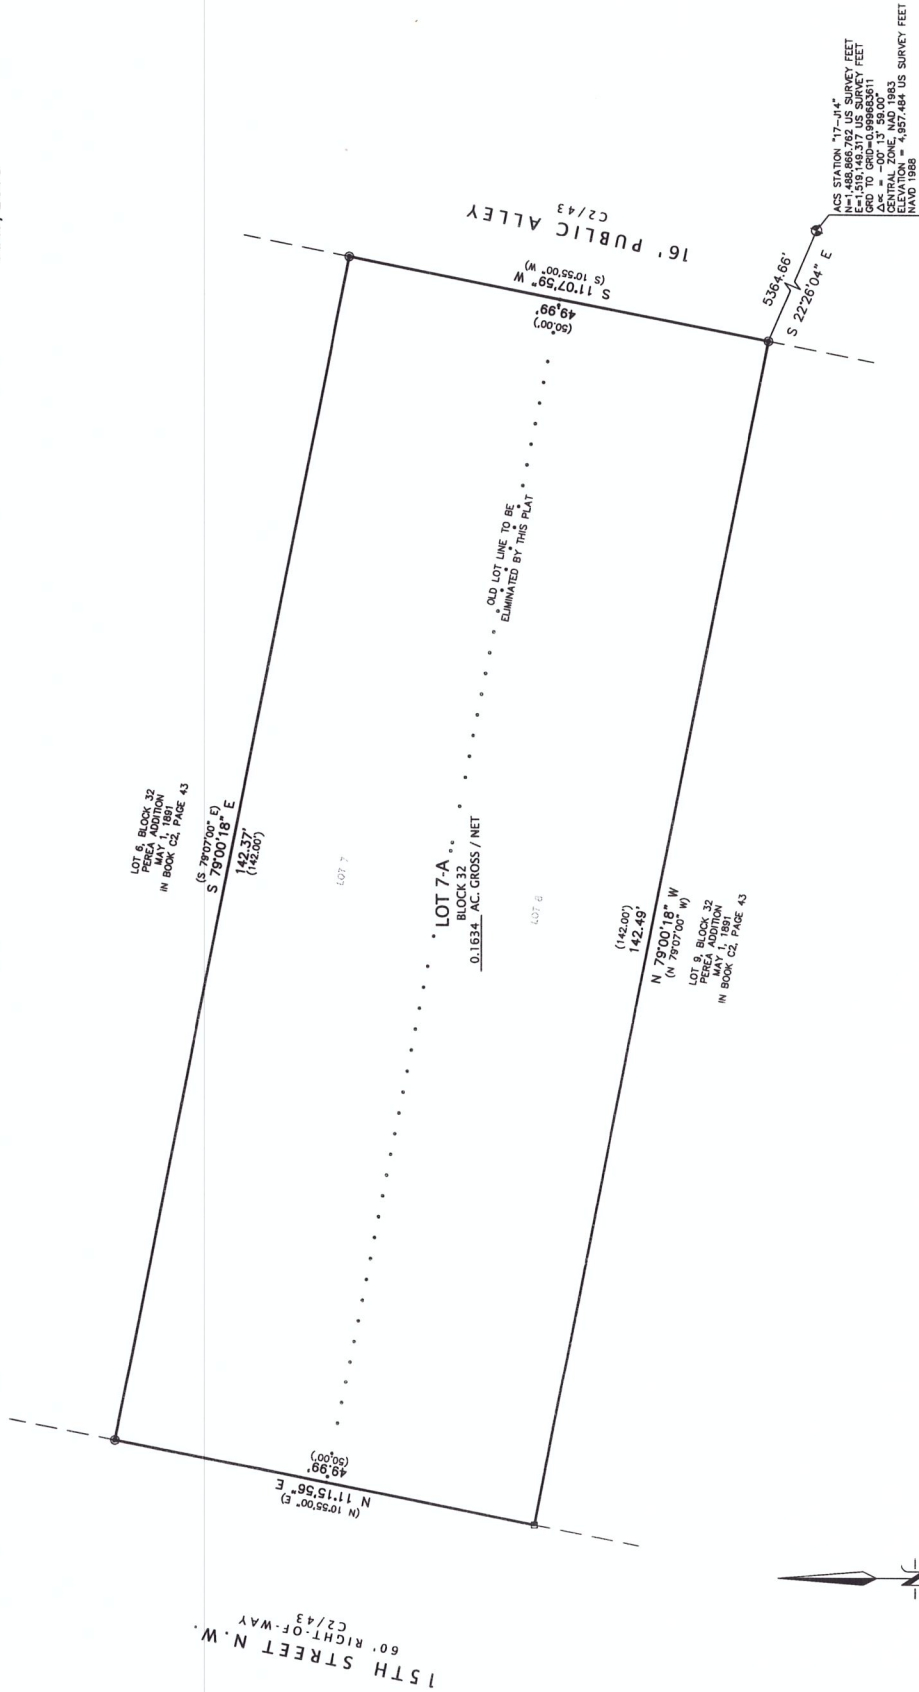 ACS STATION "17-J14"
N=1,488,866.762 US SURVEY FEET
E=1,519,149.317 US SURVEY FEET
GRD TO GRID=0.999683611
Δ∝ = -00° 13' 59.00"
CENTRAL ZONE, NAD 1983
ELEVATION = 4,957.484 US SURVEY FEET
NAVD 1988
5364.66'
S 22°26'04" E
16' PUBLIC ALLEY
C2/43
(S 10°55'00" W)
S 11°07'59" W
49.99'
(50.00')
OLD LOT LINE TO BE
ELIMINATED BY THIS PLAT
LOT 6, BLOCK 32
PEREA ADDITION
MAY 1, 1891
IN BOOK C2, PAGE 43
(S 79°07'00" E)
S 79°00'18" E
142.37'
(142.00')
LOT 7
LOT 7-A
BLOCK 32
0.1634 AC. GROSS / NET
LOT 8
(142.00')
142.49'
N 79°00'18" W
(N 79°07'00" W)
LOT 9, BLOCK 32
PEREA ADDITION
MAY 1, 1891
IN BOOK C2, PAGE 43
(50.00')
49.99'
N 11°15'56" E
(N 10°55'00" E)
15TH STREET N.W.
60' RIGHT-OF-WAY
C2/43
N